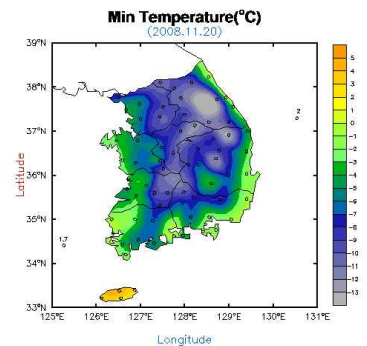 Min Temperature(°C)
(2008.11.20)
39°N
38°N
37°N
36°N
35°N
34°N
33°N
125°E
126°E
127°E
128°E
129°E
130°E
131°E
Latitude
Longitude
2
1.7
5
4
3
2
1
0
-1
-2
-3
-4
-5
-6
-7
-8
-9
-10
-11
-12
-13